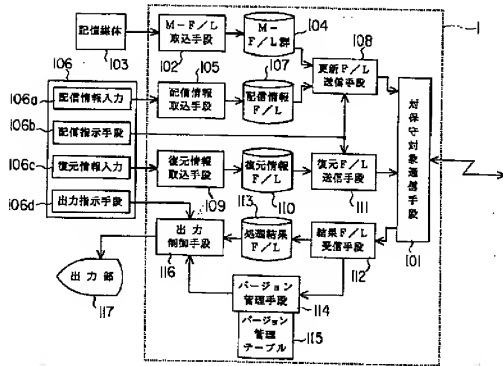 1
配信媒体
103
M-F/L
取込手段
102
M-
F/L群
104
108
更新F/L
送信手段
106
105
107
106a
配信情報入力
配信情報
取込手段
配信情報
F/L
106b
配信指示手段
106c
復元情報入力
復元情報
取込手段
109
復元情報
F/L
110
復元F/L
送信手段
111
対保守対象通信手段
101
106d
出力指示手段
113
出力
制御手段
116
処理結果
F/L
結果F/L
受信手段
112
出力部
117
バージョン
管理手段
114
バージョン
管理
テーブル
115